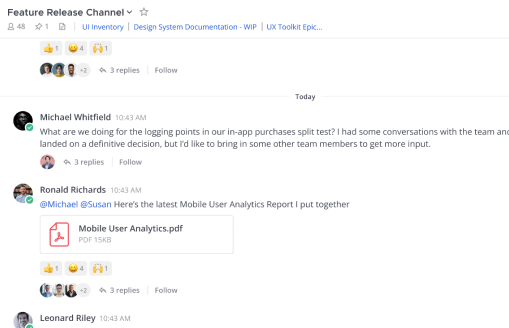 Feature Release Channel
48 1 UI Inventory Design System Documentation - WIP UX Toolkit Epic...
1 4 1
+2 3 replies Follow
Today
Michael Whitfield 10:43 AM
What are we doing for the logging points in our in-app purchases split test? I had some conversations with the team and
landed on a definitive decision, but I'd like to bring in some other team members to get more input.
3 replies Follow
Ronald Richards 10:43 AM
@Michael @Susan Here's the latest Mobile User Analytics Report I put together
Mobile User Analytics.pdf
PDF 15KB
1 4 1
+2 3 replies Follow
Leonard Riley 10:43 AM